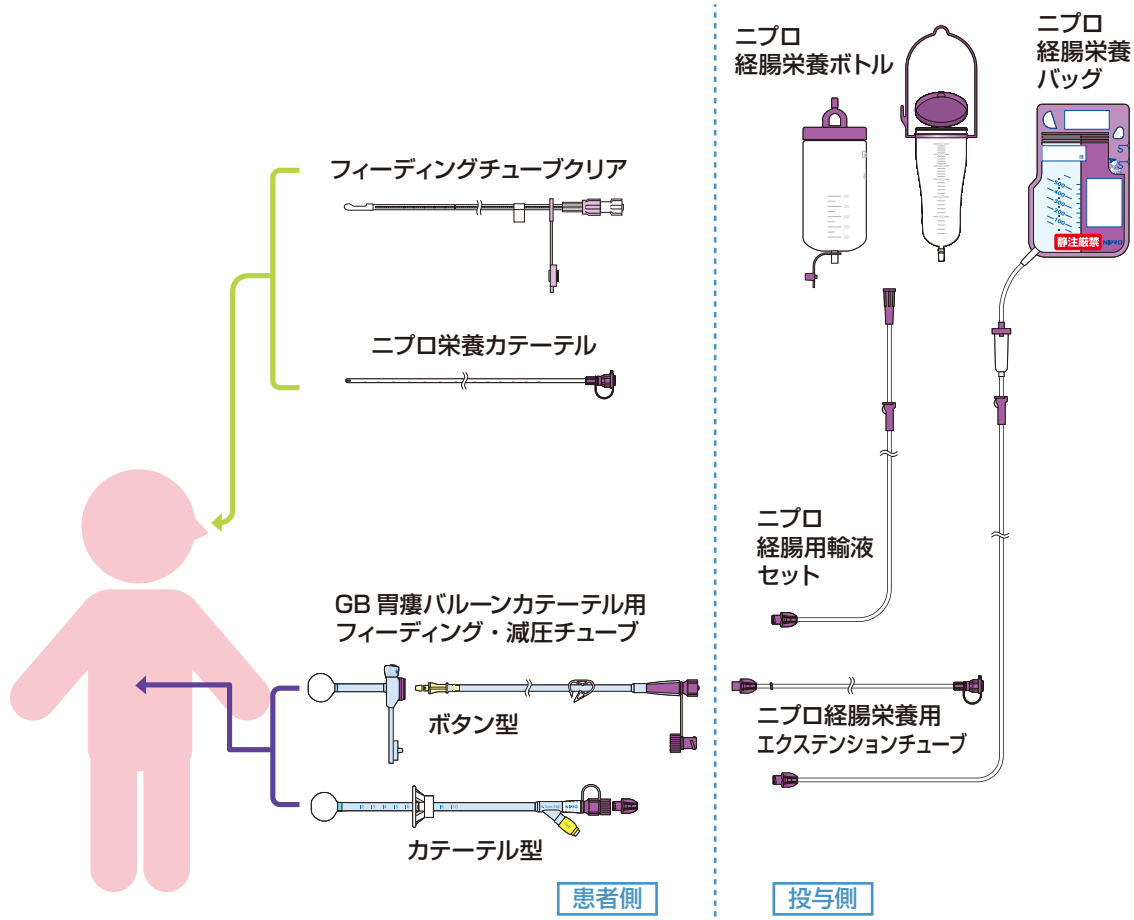 ニプロ
経腸栄養ボトル
ニプロ
経腸栄養
バッグ
500
400
300
200
100
静注厳禁 NIPRO
フィーディングチューブクリア
ニプロ栄養カテーテル
ニプロ
経腸用輸液
セット
GB 胃瘻バルーンカテーテル用
フィーディング・減圧チューブ
ボタン型
ニプロ経腸栄養用
エクステンションチューブ
カテーテル型
患者側
投与側